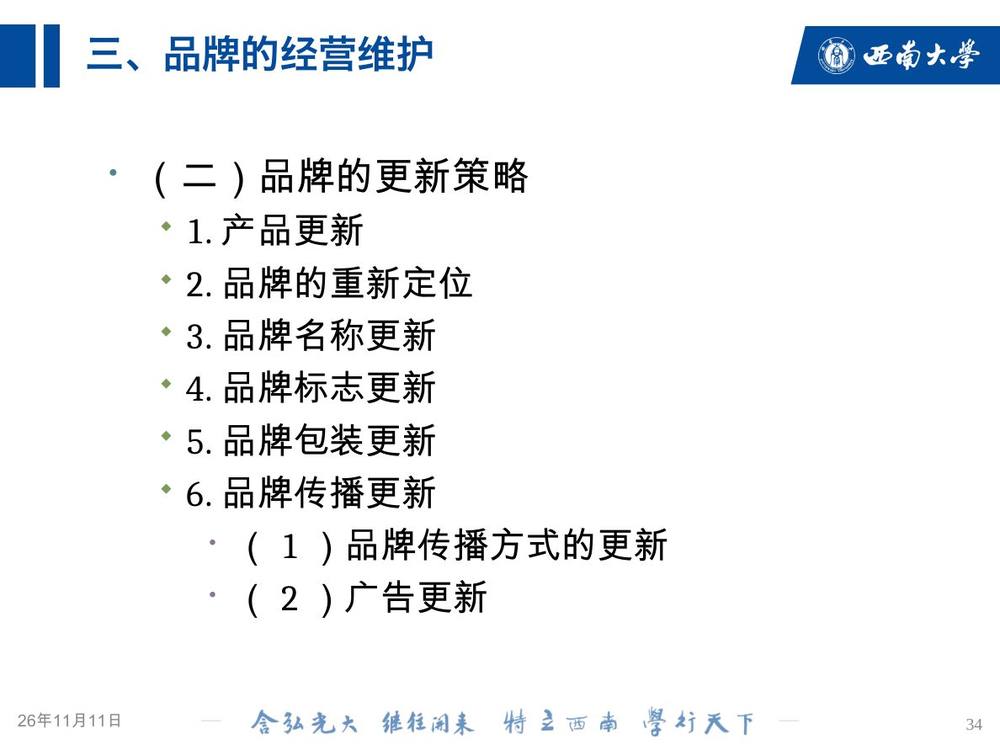 三、品牌的经营维护
西南大学
（二）品牌的更新策略
1. 产品更新
2. 品牌的重新定位
3. 品牌名称更新
4. 品牌标志更新
5. 品牌包装更新
6. 品牌传播更新
（1）品牌传播方式的更新
（2）广告更新
26年11月11日
含弘光大 继往开来 特立西南 學行天下
34